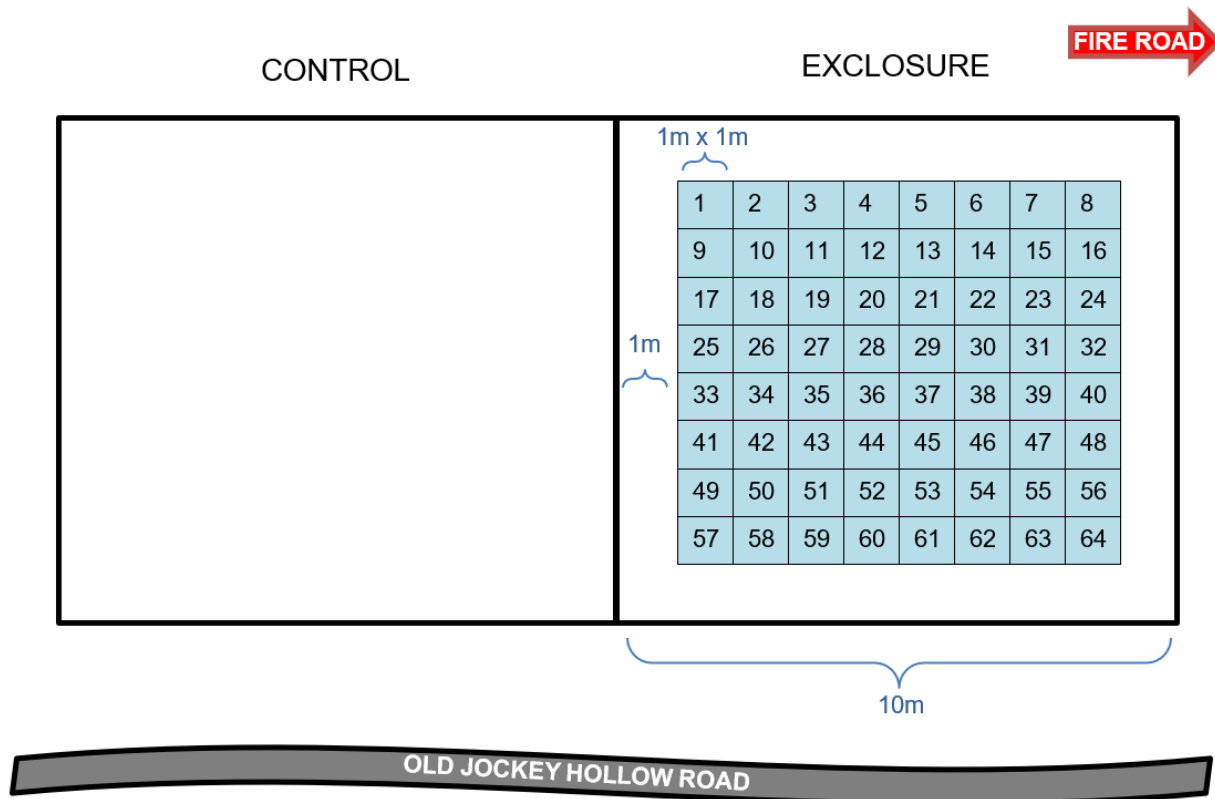 FIRE ROAD
CONTROL
EXCLOSURE
1m x 1m
1 2 3 4 5 6 7 8
9 10 11 12 13 14 15 16
17 18 19 20 21 22 23 24
1m
25 26 27 28 29 30 31 32
33 34 35 36 37 38 39 40
41 42 43 44 45 46 47 48
49 50 51 52 53 54 55 56
57 58 59 60 61 62 63 64
10m
OLD JOCKEY HOLLOW ROAD